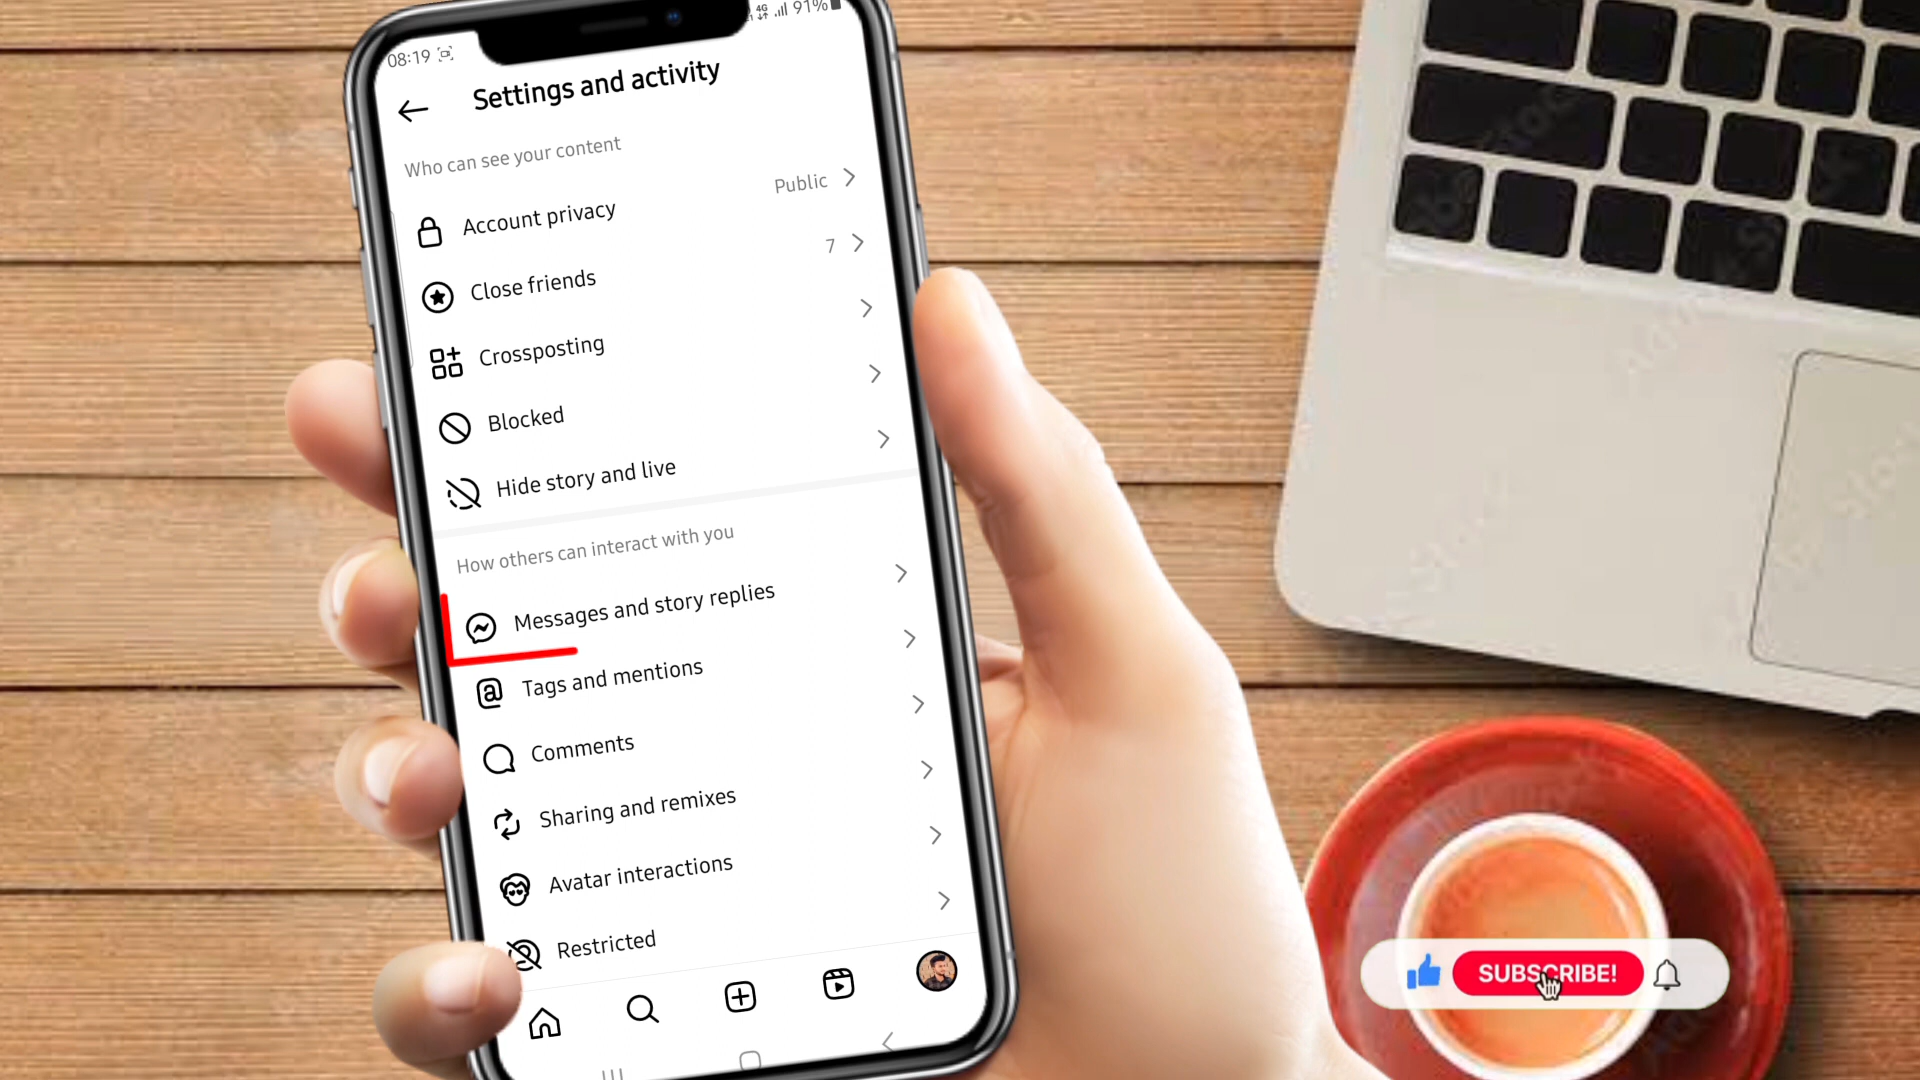 08:19
4G
91%
Settings and activity
Who can see your content
Account privacy
Public
Close friends
7
Crossposting
Blocked
Hide story and live
How others can interact with you
Messages and story replies
Tags and mentions
Comments
Sharing and remixes
Avatar interactions
Restricted
SUBSCRIBE!